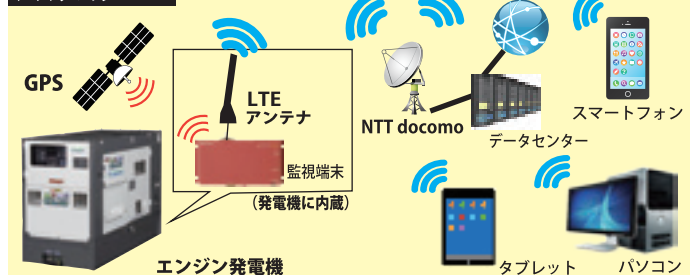 GPS
LTE
アンテナ
監視端末
(発電機に内蔵)
エンジン発電機
NTT docomo
データセンター
スマートフォン
タブレット
パソコン